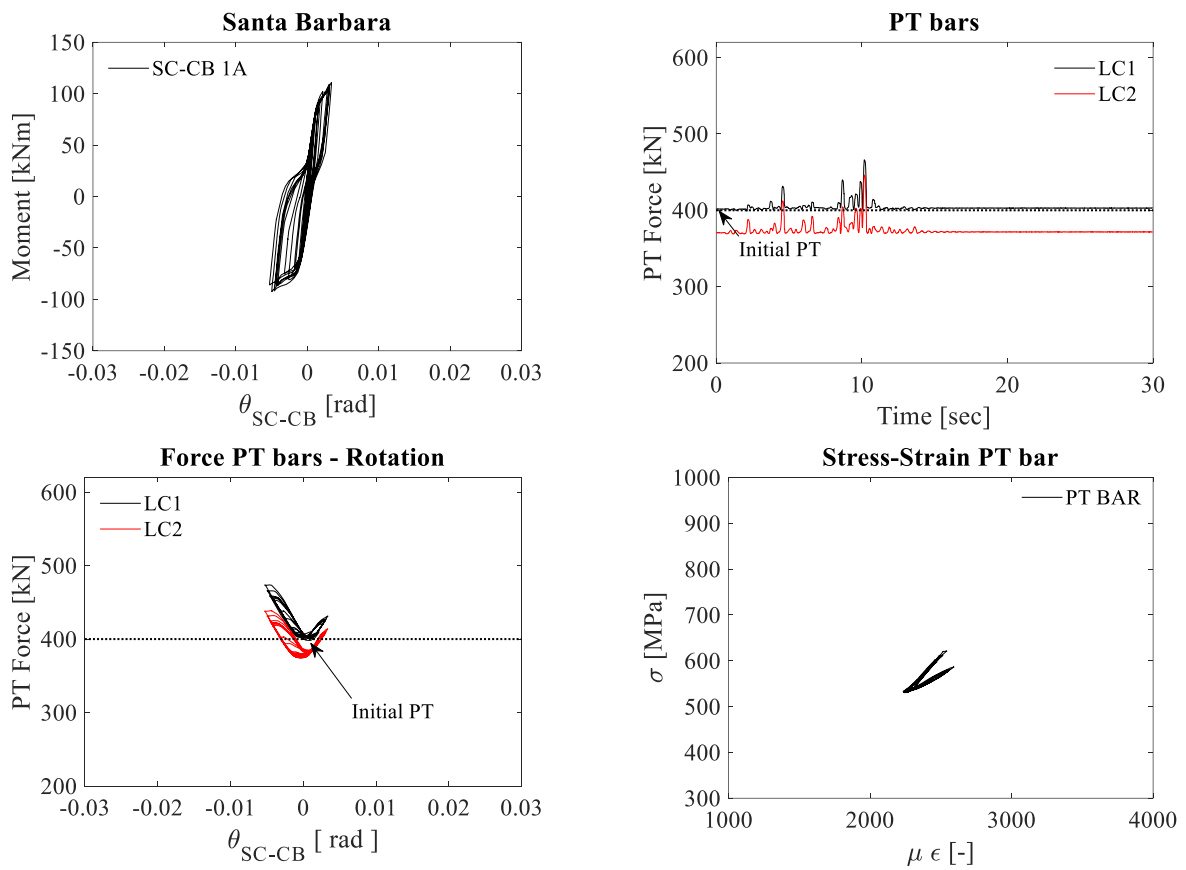 Santa Barbara
150
100
50
0
-50
-100
-150
Moment [kNm]
SC-CB 1A
-0.03
-0.02
-0.01
0
0.01
0.02
0.03
θSC-CB [rad]
PT bars
600
500
400
300
200
PT Force [kN]
LC1
LC2
Initial PT
0
10
20
30
Time [sec]
Force PT bars - Rotation
600
500
400
300
200
PT Force [kN]
LC1
LC2
Initial PT
-0.03
-0.02
-0.01
0
0.01
0.02
0.03
θSC-CB [ rad ]
Stress-Strain PT bar
1000
900
800
700
600
500
400
300
σ [MPa]
PT BAR
1000
2000
3000
4000
μ ϵ [-]